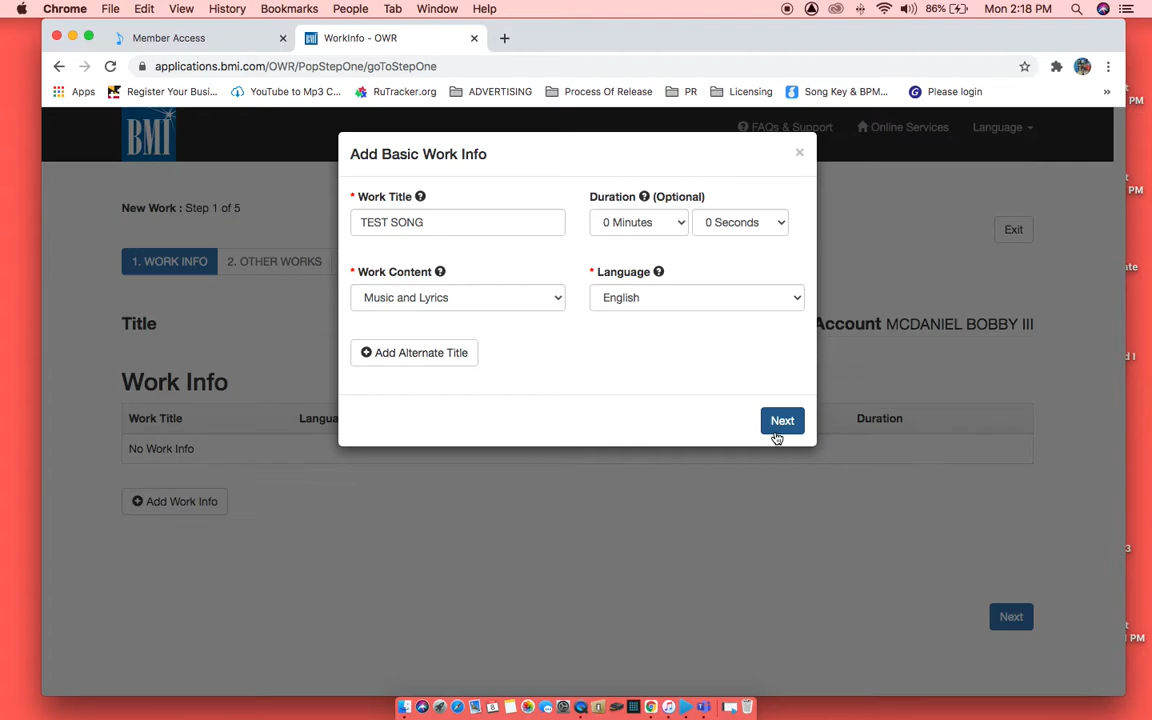 Chrome File Edit View History Bookmarks People Tab Window Help 86% Mon 2:18 PM
Member Access WorkInfo - OWR
applications.bmi.com/OWR/PopStepOne/goToStepOne
Apps Register Your Busi... YouTube to Mp3 C... RuTracker.org ADVERTISING Process Of Release PR Licensing Song Key & BPM... Please login »
PM
BMI FAQs & Support Online Services Language
Add Basic Work Info ×
PM
* Work Title Duration (Optional)
New Work : Step 1 of 5
TEST SONG 0 Minutes 0 Seconds
Exit
1. WORK INFO 2. OTHER WORKS
* Work Content * Language
Music and Lyrics English
Title Account MCDANIEL BOBBY III
Add Alternate Title
Work Info
Work Title Langua Duration
Next
No Work Info
Add Work Info
Next
PM
8